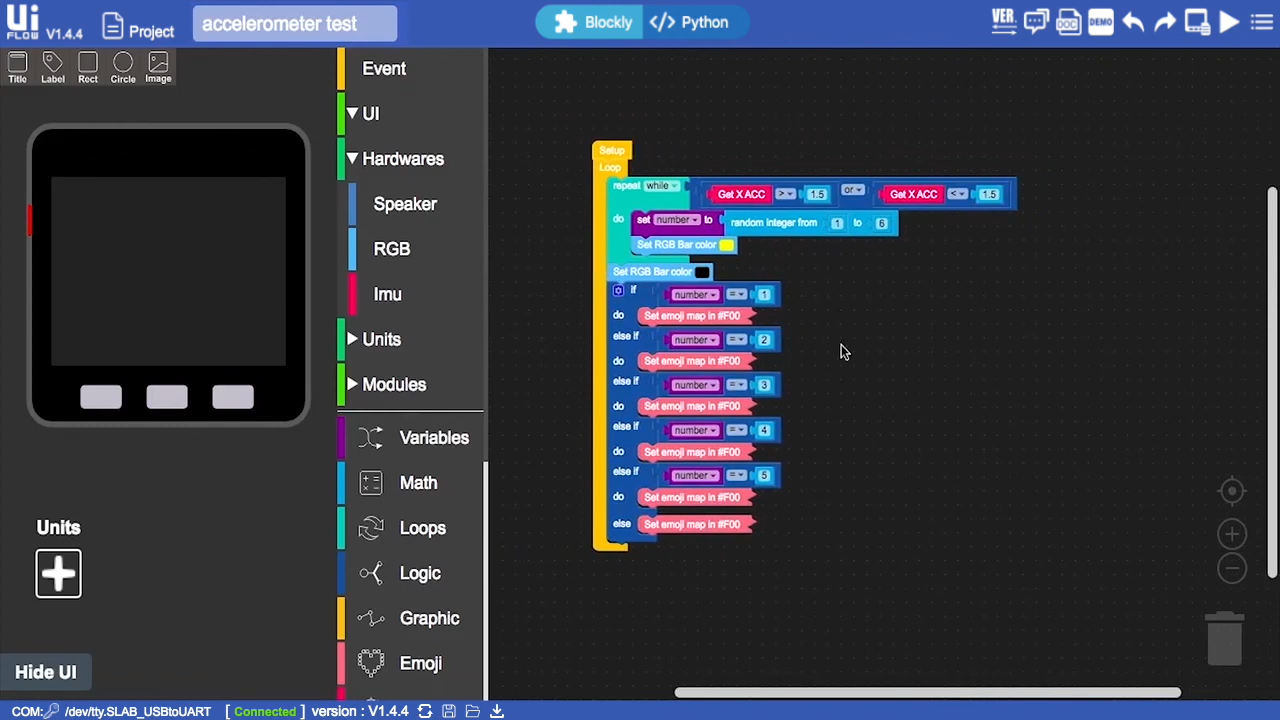 Ui FLOW V1.4.4 Project accelerometer test Blockly </> Python VER. DOC DEMO
Title Label Rect Circle Image
Event
UI
Hardwares
Speaker
RGB
Imu
Units
Modules
Variables
Math
Loops
Logic
Graphic
Emoji
Units
Hide UI
Setup
Loop
repeat while Get X ACC > 1.5 or Get X ACC < 1.5
do set number to random integer from 1 to 6
Set RGB Bar color
Set RGB Bar color
if number = 1
do Set emoji map in #F00
else if number = 2
do Set emoji map in #F00
else if number = 3
do Set emoji map in #F00
else if number = 4
do Set emoji map in #F00
else if number = 5
do Set emoji map in #F00
else Set emoji map in #F00
COM: /dev/tty.SLAB_USBtoUART [ Connected ] version : V1.4.4